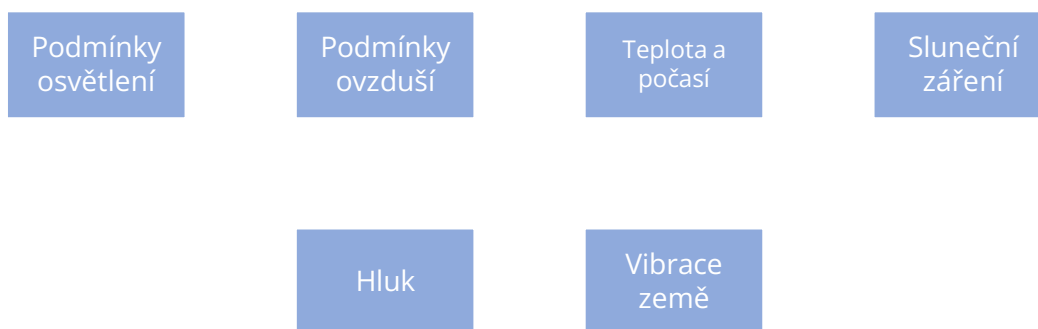 Podmínky
osvětlení
Podmínky
ovzduší
Teplota a
počasí
Sluneční
záření
Hluk
Vibrace
země